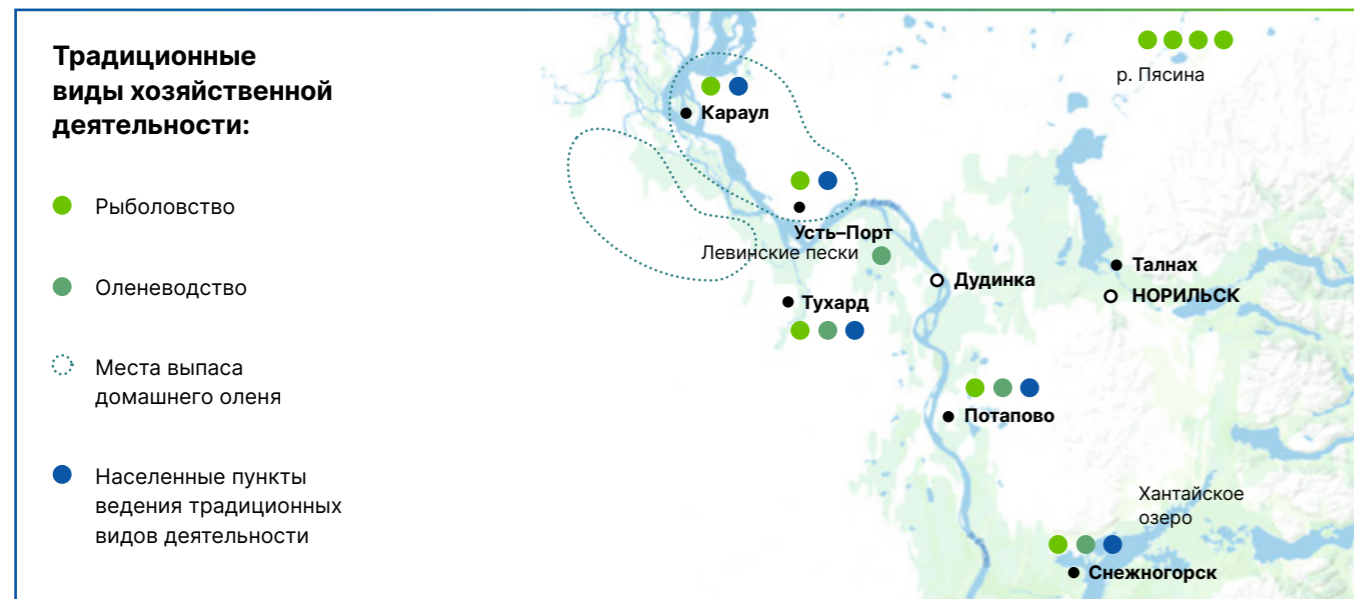 Традиционные
виды хозяйственной
деятельности:
Рыболовство
Оленеводство
Места выпаса
домашнего оленя
Населенные пункты
ведения традиционных
видов деятельности
р. Пясина
Караул
Усть–Порт
Левинские пески
Дудинка
Талнах
НОРИЛЬСК
Тухард
Потапово
Хантайское
озеро
Снежногорск